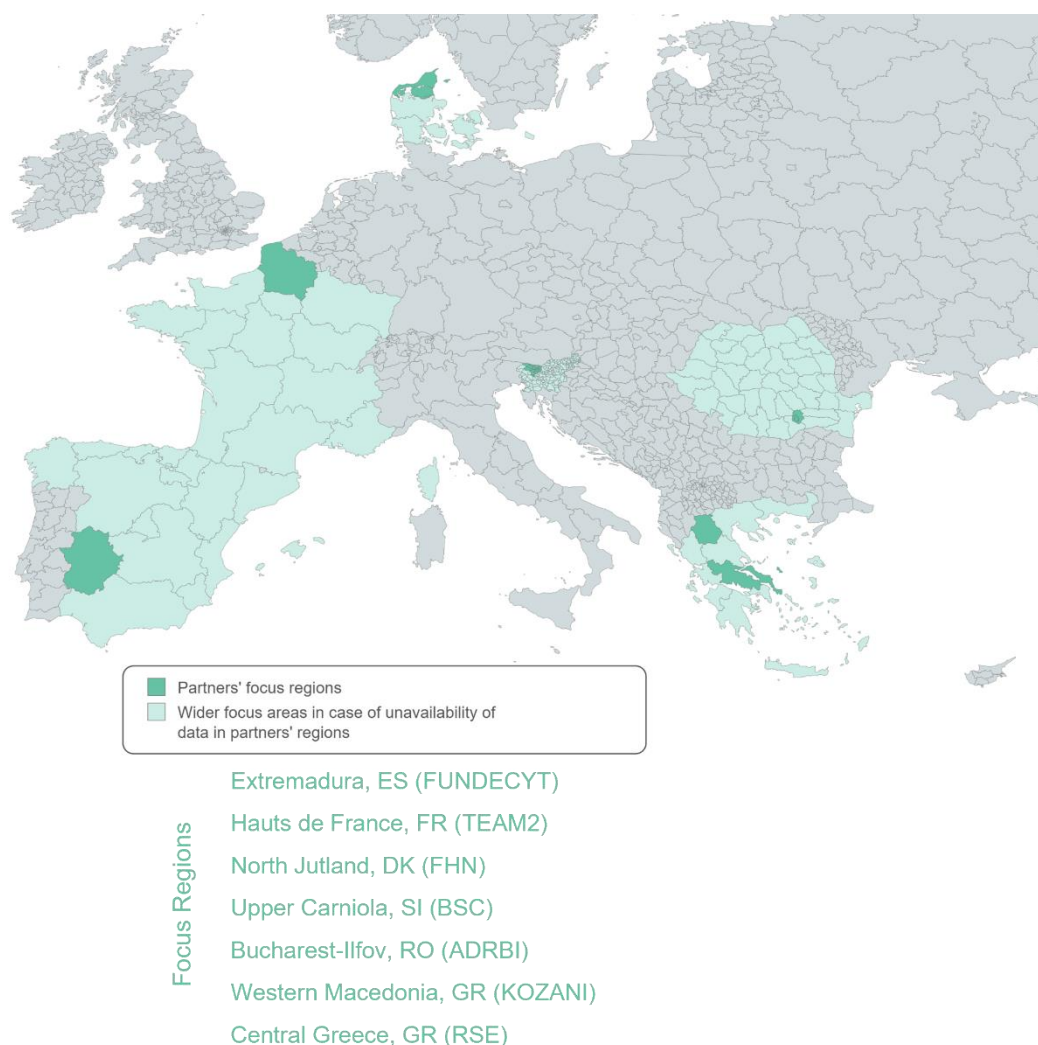 Partners' focus regions
Wider focus areas in case of unavailability of
data in partners' regions
Focus Regions
Extremadura, ES (FUNDECYT)
Hauts de France, FR (TEAM2)
North Jutland, DK (FHN)
Upper Carniola, SI (BSC)
Bucharest-Ilfov, RO (ADRBI)
Western Macedonia, GR (KOZANI)
Central Greece, GR (RSE)